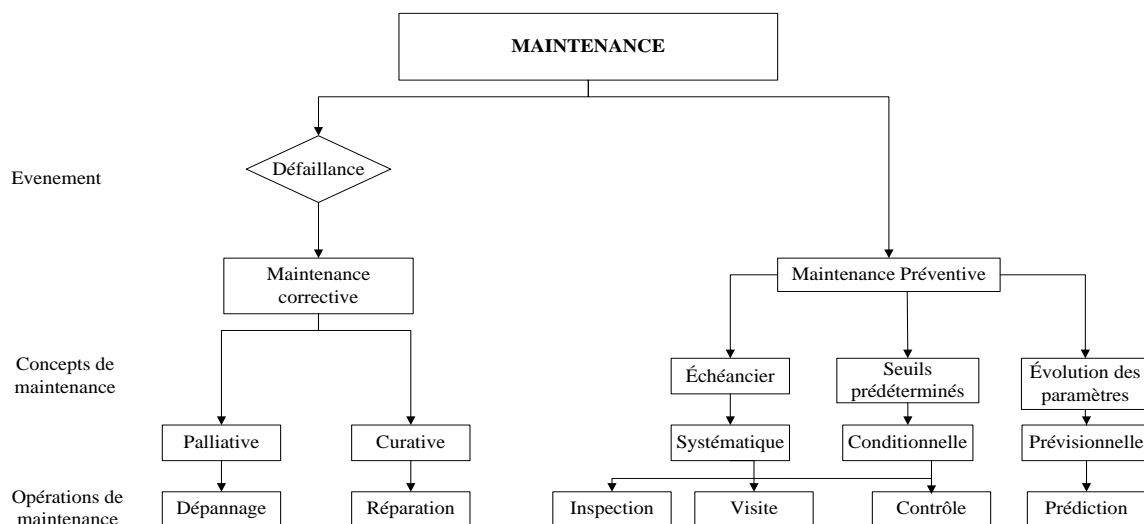 MAINTENANCE
Evenement
Défaillance
Maintenance
corrective
Maintenance Préventive
Concepts de
maintenance
Échéancier
Seuils
prédéterminés
Évolution des
paramètres
Palliative
Curative
Systématique
Conditionnelle
Prévisionnelle
Opérations de
maintenance
Dépannage
Réparation
Inspection
Visite
Contrôle
Prédiction